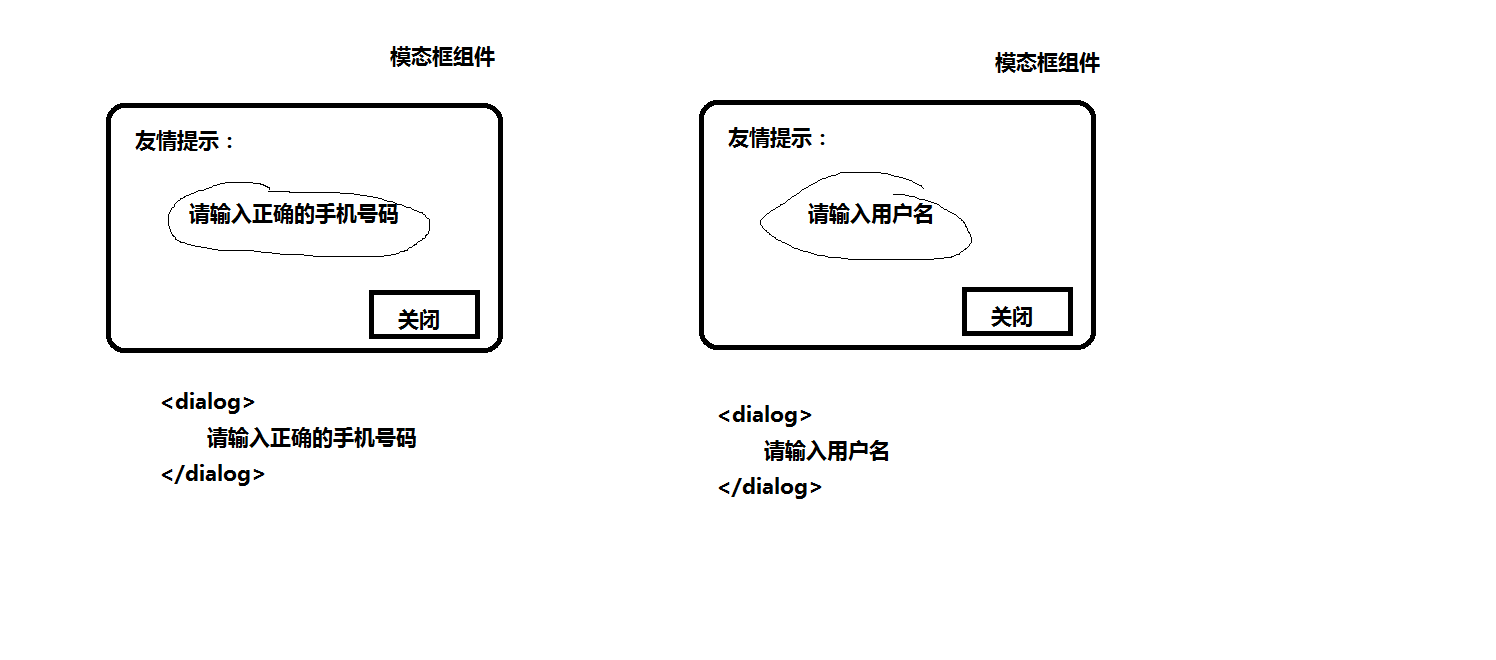 模态框组件
友情提示：
请输入正确的手机号码
关闭
<dialog>
请输入正确的手机号码
</dialog>
模态框组件
友情提示：
请输入用户名
关闭
<dialog>
请输入用户名
</dialog>